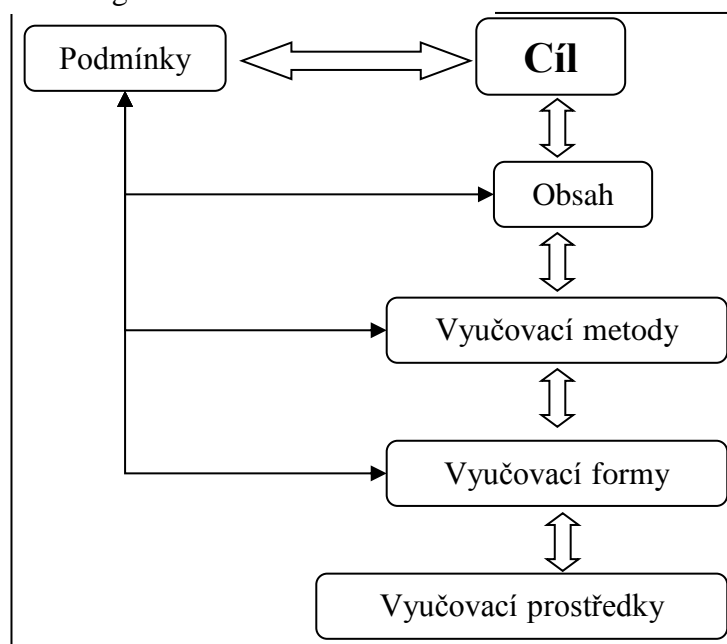 Podmínky
Cíl
Obsah
Vyučovací metody
Vyučovací formy
Vyučovací prostředky